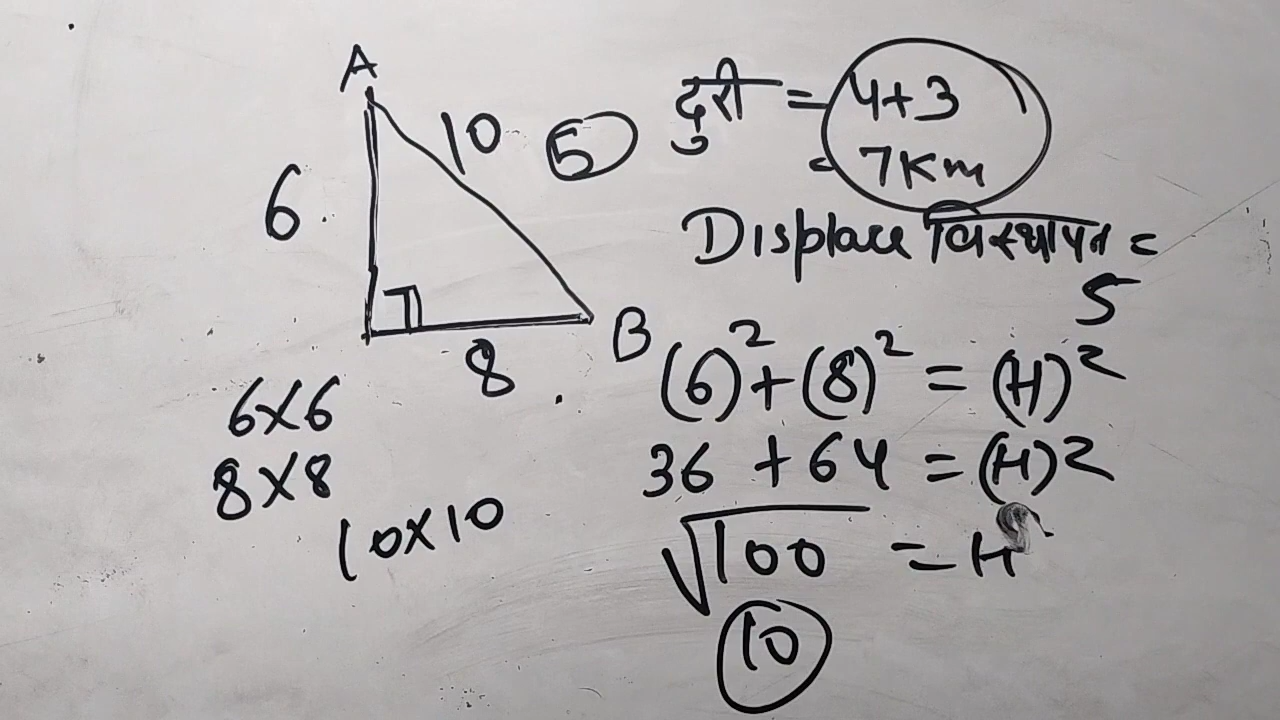 A
6
10
8
B
5
दुरी = 4+3
= 7Km
Displace विस्थापन =
5
(6)² + (8)² = (H)²
36 + 64 = (H)²
√100 = H
10
6×6
8×8
10×10